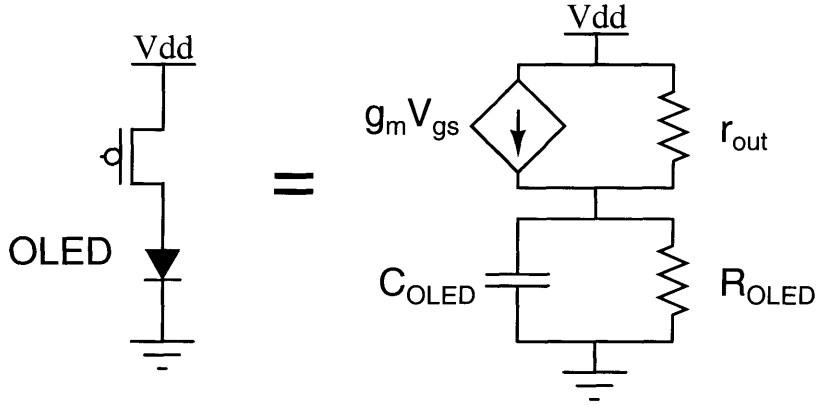 Vdd
OLED
=
Vdd
gmVgs
rout
COLED
ROLED